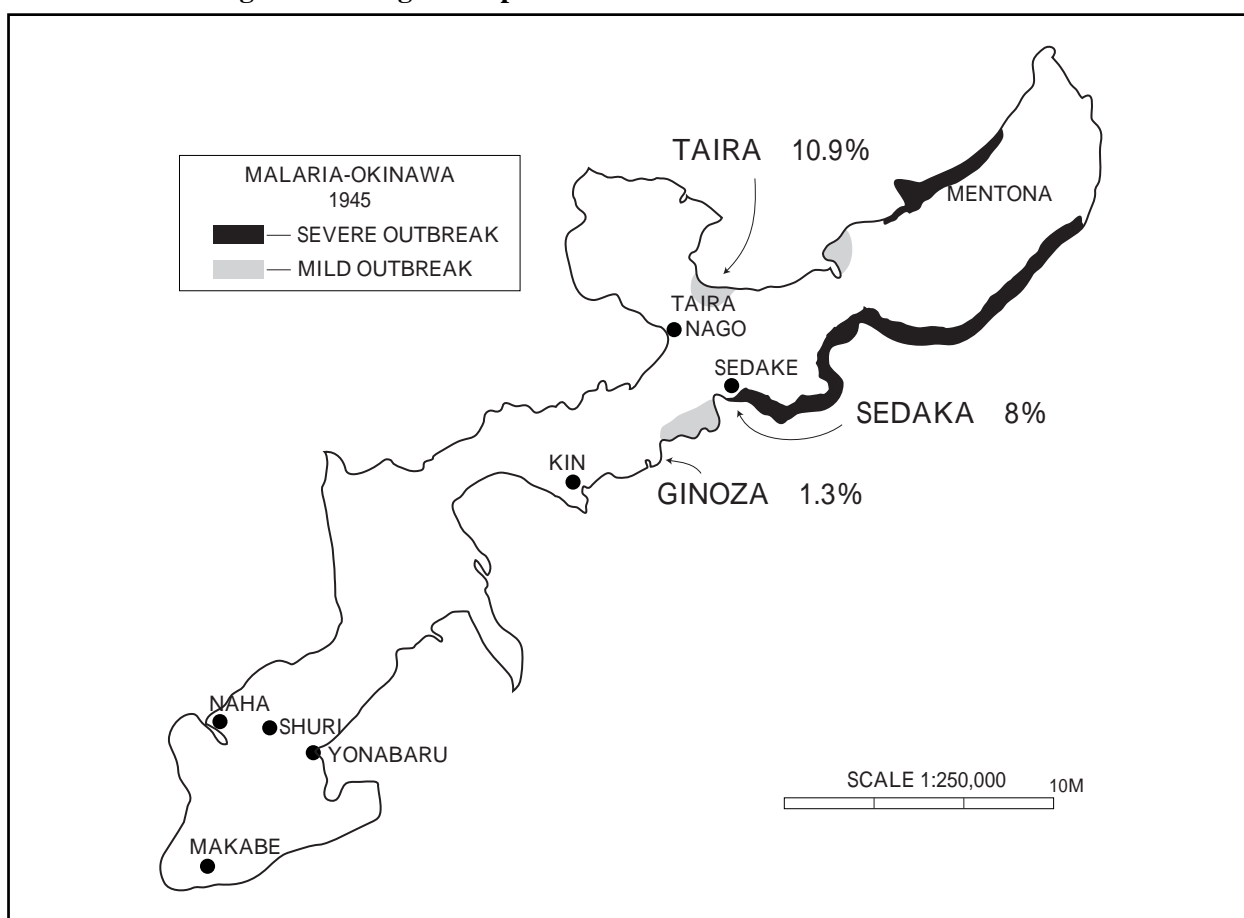 MALARIA-OKINAWA
1945
— SEVERE OUTBREAK
— MILD OUTBREAK
TAIRA 10.9%
MENTONA
TAIRA
NAGO
SEDAKE
SEDAKA 8%
KIN
GINOZA 1.3%
NAHA
SHURI
YONABARU
MAKABE
SCALE 1:250,000
10M